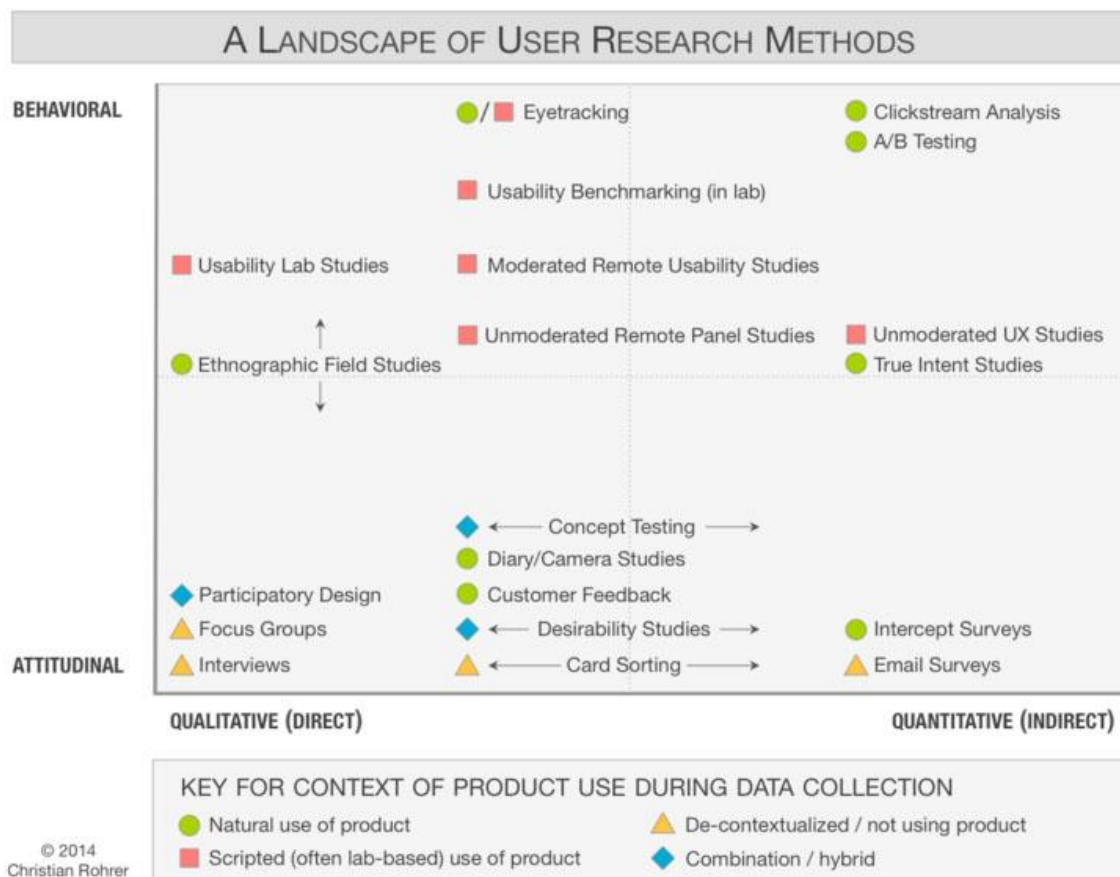 A LANDSCAPE OF USER RESEARCH METHODS
BEHAVIORAL
/ Eyetracking
Clickstream Analysis
A/B Testing
Usability Benchmarking (in lab)
Usability Lab Studies
Moderated Remote Usability Studies
Unmoderated Remote Panel Studies
Unmoderated UX Studies
Ethnographic Field Studies
True Intent Studies
Concept Testing
Diary/Camera Studies
Participatory Design
Customer Feedback
Focus Groups
Desirability Studies
Intercept Surveys
ATTITUDINAL
Interviews
Card Sorting
Email Surveys
QUALITATIVE (DIRECT)
QUANTITATIVE (INDIRECT)
KEY FOR CONTEXT OF PRODUCT USE DURING DATA COLLECTION
Natural use of product
De-contextualized / not using product
Scripted (often lab-based) use of product
Combination / hybrid
© 2014
Christian Rohrer